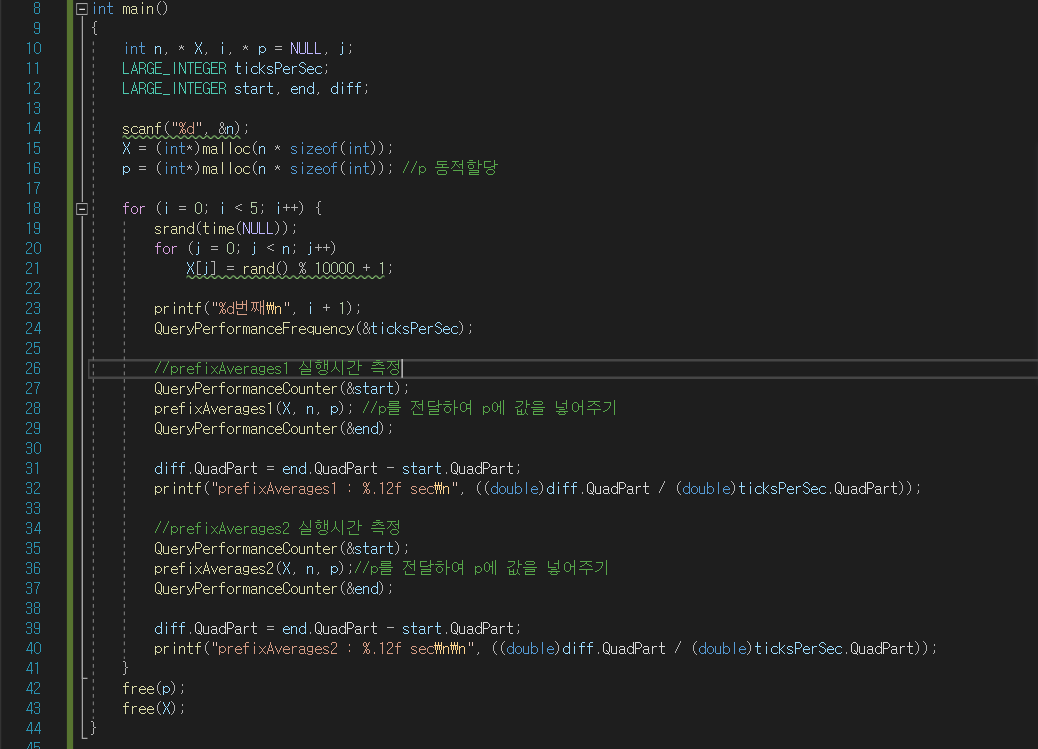 8 int main()
9 {
10 int n, * X, i, * p = NULL, j;
11 LARGE_INTEGER ticksPerSec;
12 LARGE_INTEGER start, end, diff;
13
14 scanf("%d", &n);
15 X = (int*)malloc(n * sizeof(int));
16 p = (int*)malloc(n * sizeof(int)); //p 동적할당
17
18 for (i = 0; i < 5; i++) {
19 srand(time(NULL));
20 for (j = 0; j < n; j++)
21 X[j] = rand() % 10000 + 1;
22
23 printf("%d번째₩n", i + 1);
24 QueryPerformanceFrequency(&ticksPerSec);
25
26 //prefixAverages1 실행시간 측정
27 QueryPerformanceCounter(&start);
28 prefixAverages1(X, n, p); //p를 전달하여 p에 값을 넣어주기
29 QueryPerformanceCounter(&end);
30
31 diff.QuadPart = end.QuadPart - start.QuadPart;
32 printf("prefixAverages1 : %.12f sec₩n", ((double)diff.QuadPart / (double)ticksPerSec.QuadPart));
33
34 //prefixAverages2 실행시간 측정
35 QueryPerformanceCounter(&start);
36 prefixAverages2(X, n, p);//p를 전달하여 p에 값을 넣어주기
37 QueryPerformanceCounter(&end);
38
39 diff.QuadPart = end.QuadPart - start.QuadPart;
40 printf("prefixAverages2 : %.12f sec₩n₩n", ((double)diff.QuadPart / (double)ticksPerSec.QuadPart));
41 }
42 free(p);
43 free(X);
44 }
45